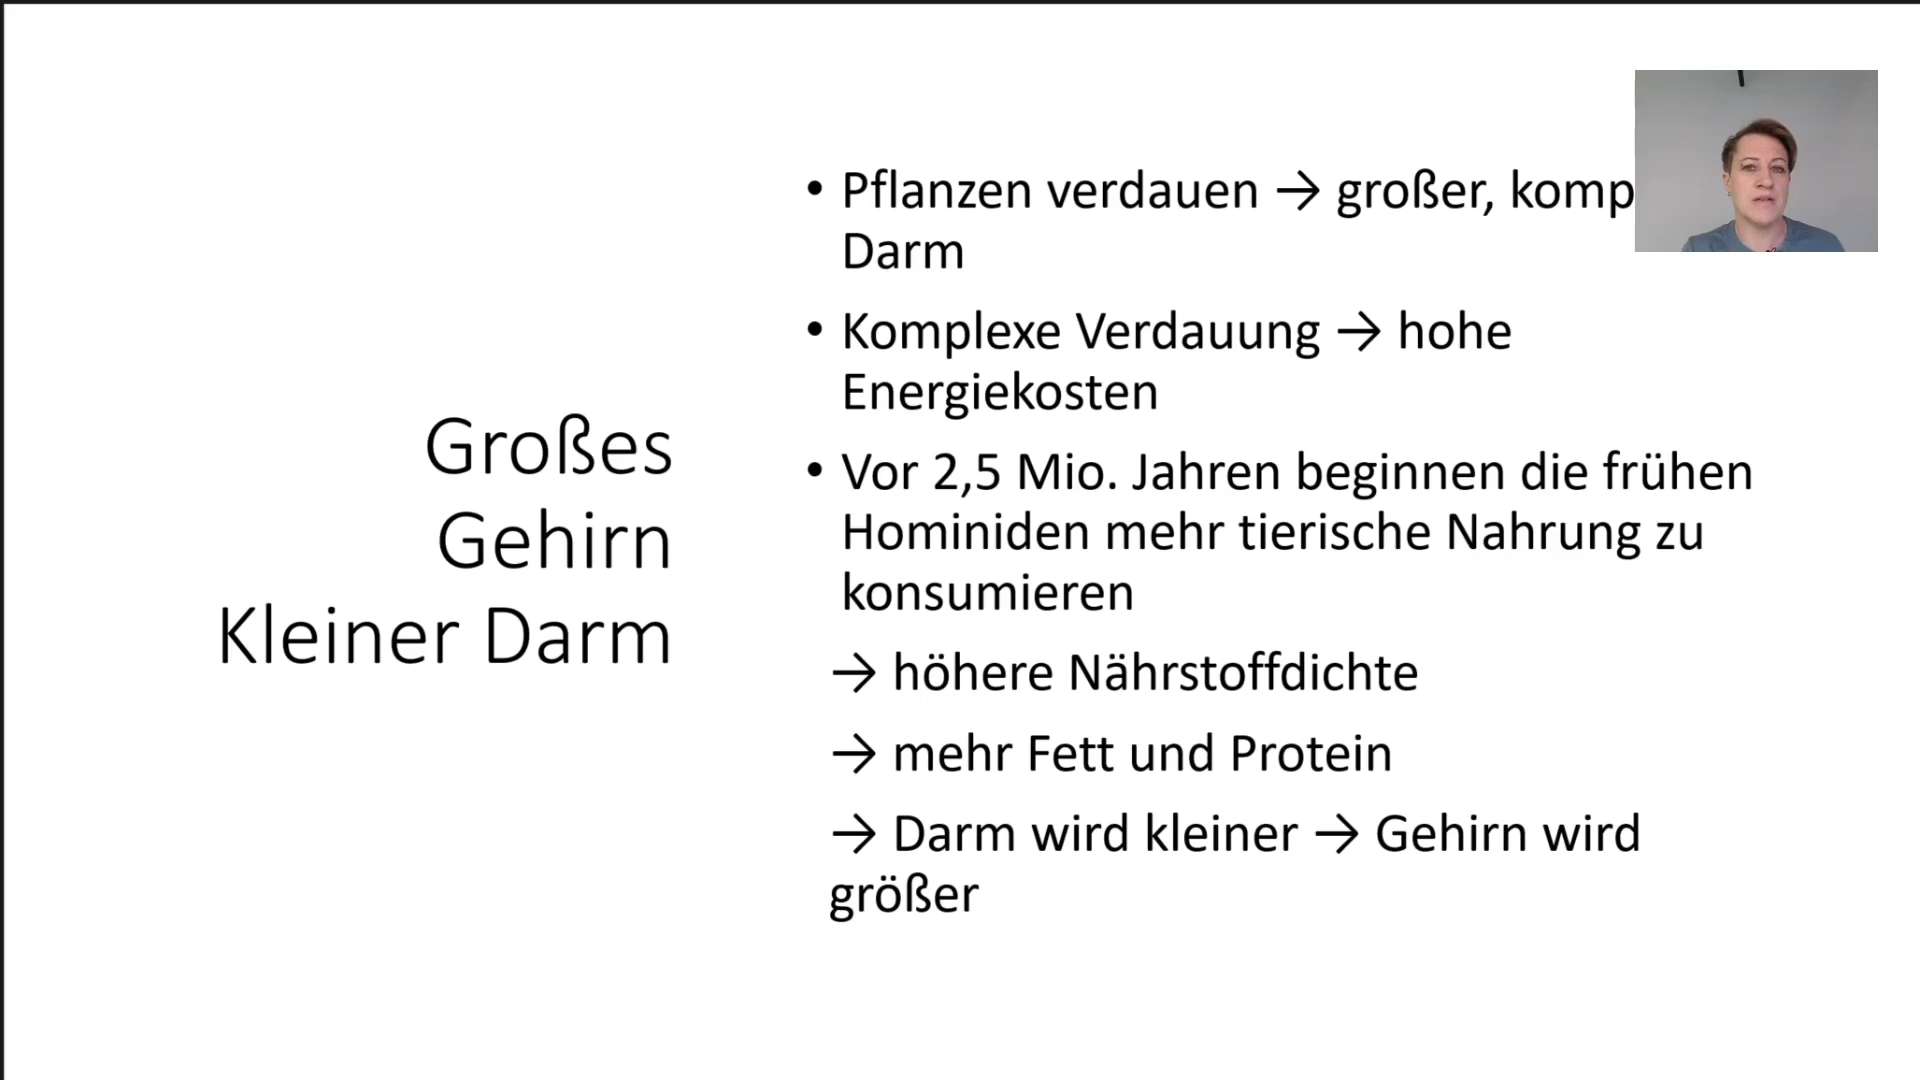 Großes
Gehirn
Kleiner Darm
• Pflanzen verdauen → großer,
Darm
• Komplexe Verdauung → hohe
Energiekosten
• Vor 2,5 Mio. Jahren beginnen die frühen
Hominiden mehr tierische Nahrung zu
konsumieren
→ höhere Nährstoffdichte
→ mehr Fett und Protein
→ Darm wird kleiner → Gehirn wird
größer